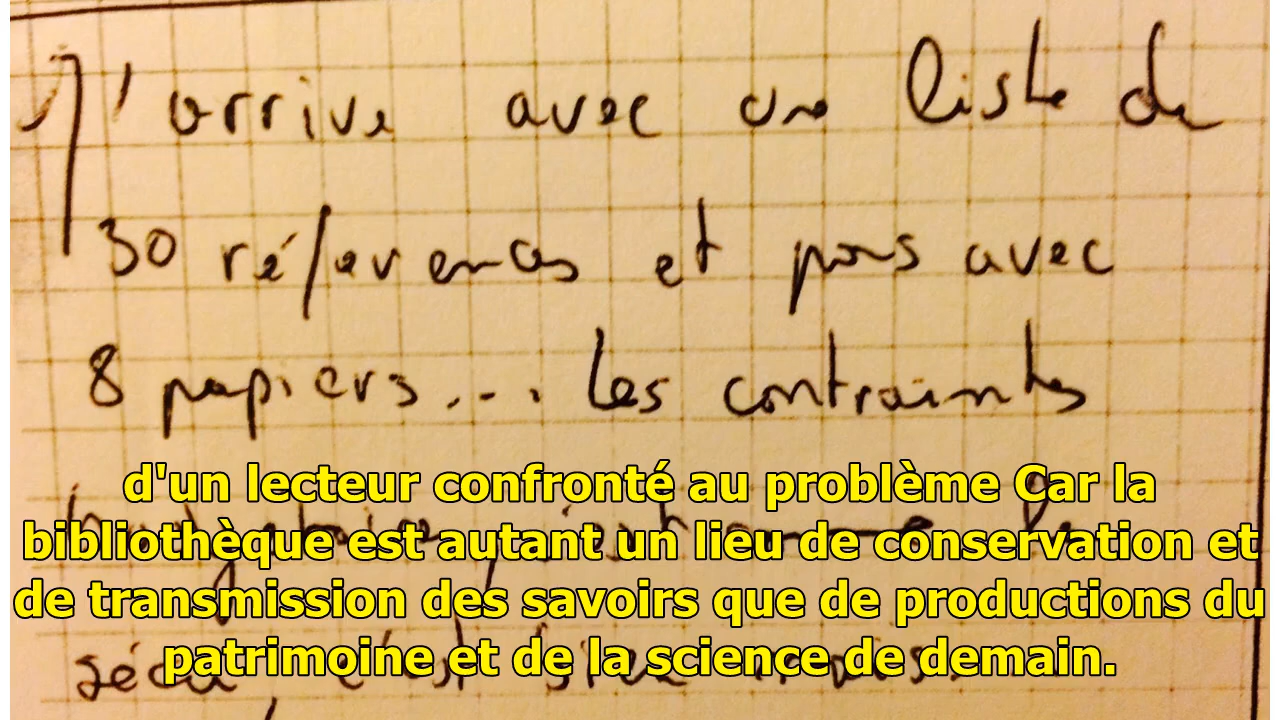 J'arrive avec une liste de
30 références et pars avec
8 papiers... les contraintes
d'un lecteur confronté au problème Car la
bibliothèque est autant un lieu de conservation et
de transmission des savoirs que de productions du
patrimoine et de la science de demain.